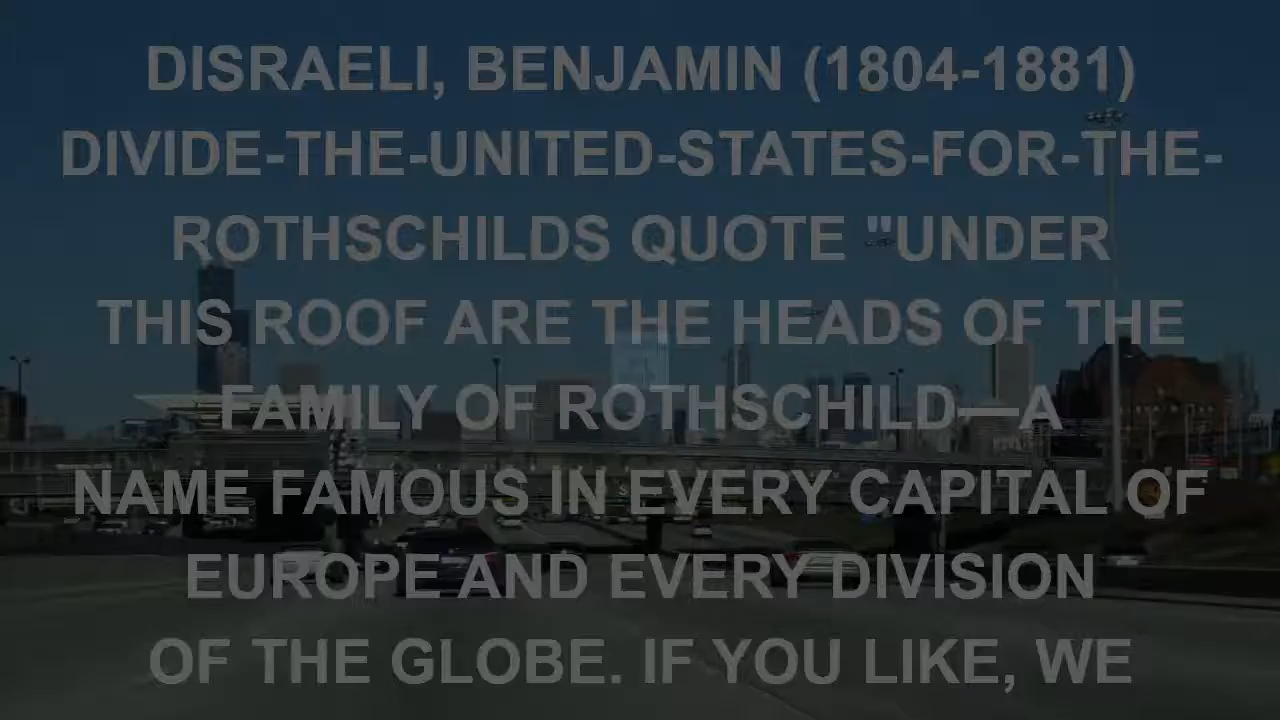 DISRAELI, BENJAMIN (1804-1881)
DIVIDE-THE-UNITED-STATES-FOR-THE-
ROTHSCHILDS QUOTE "UNDER
THIS ROOF ARE THE HEADS OF THE
FAMILY OF ROTHSCHILD—A
NAME FAMOUS IN EVERY CAPITAL OF
EUROPE AND EVERY DIVISION
OF THE GLOBE. IF YOU LIKE, WE